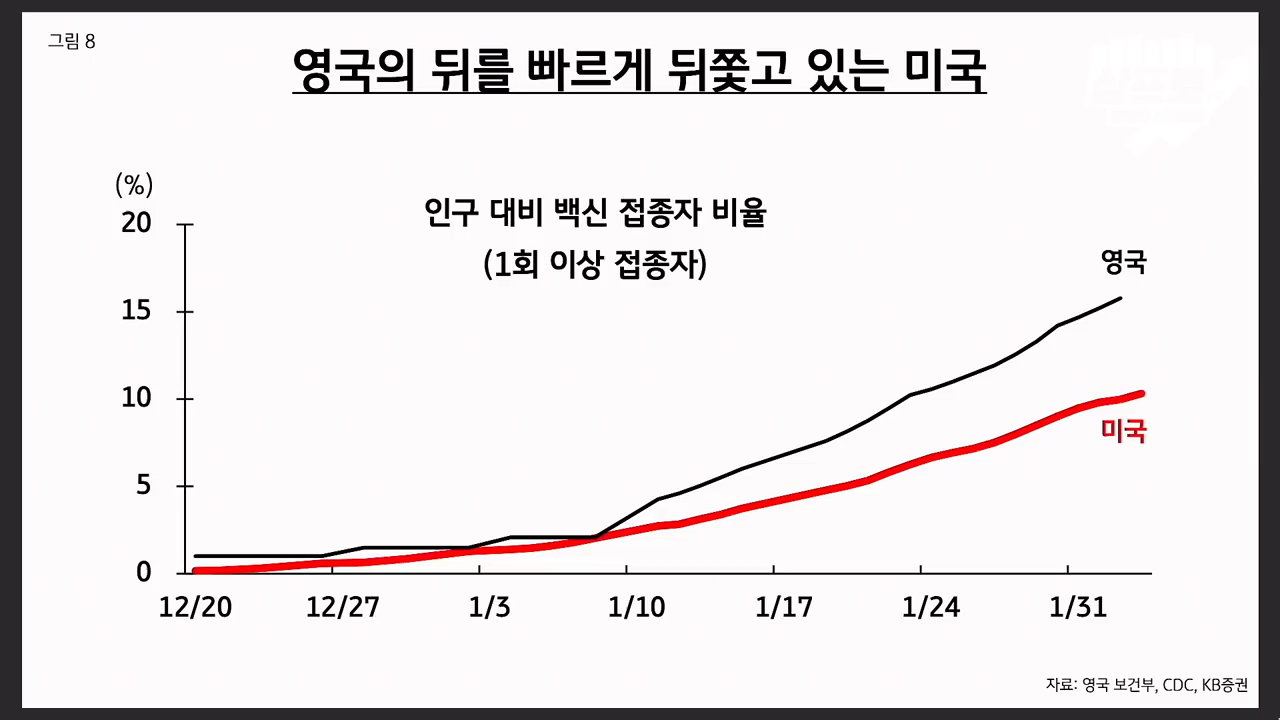 그림 8
영국의 뒤를 빠르게 뒤쫓고 있는 미국
(%)
인구 대비 백신 접종자 비율
(1회 이상 접종자)
20
15
10
5
0
영국
미국
12/20 12/27 1/3 1/10 1/17 1/24 1/31
자료: 영국 보건부, CDC, KB증권